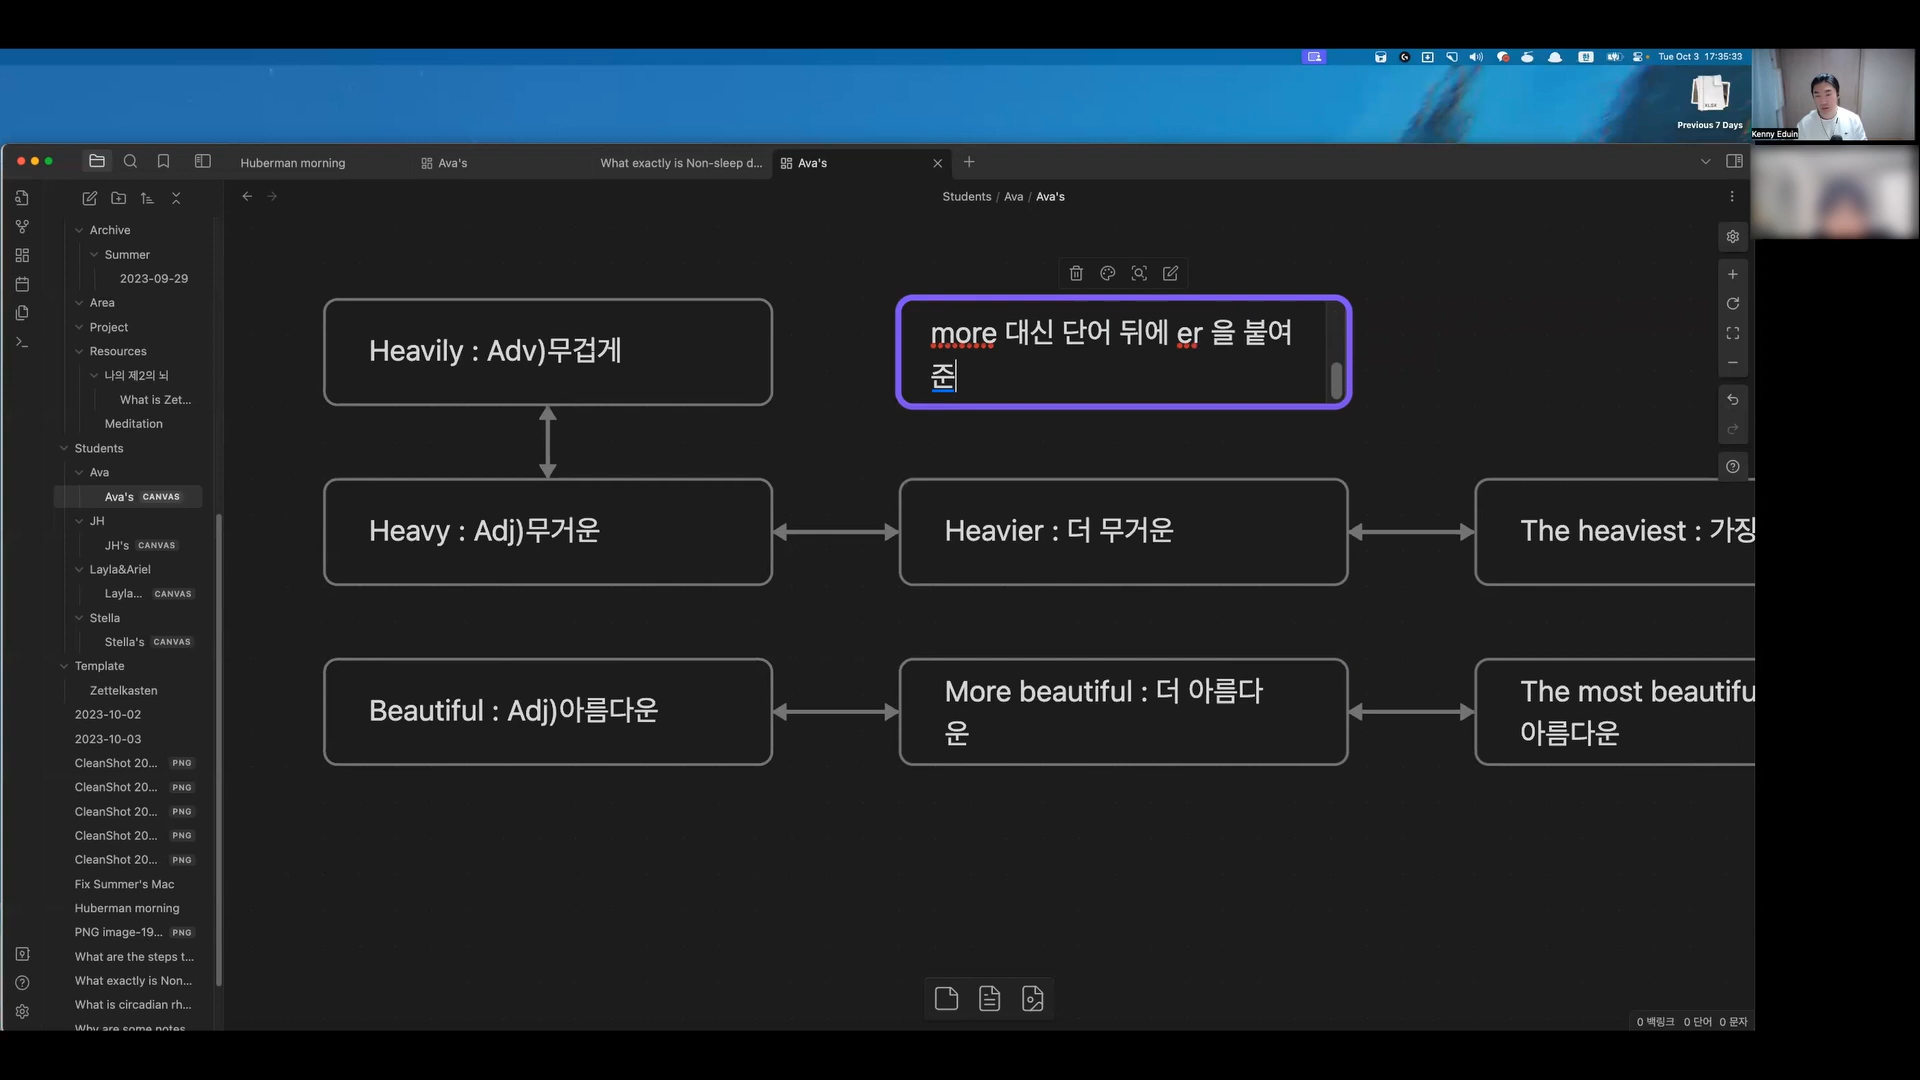 Tue Oct 3 17:35:33
XLSX
Previous 7 Days
Kenny Eduin
Huberman morning
Ava's
What exactly is Non-sleep d...
Ava's
Students / Ava / Ava's
Archive
Summer
2023-09-29
Area
Project
Resources
나의 제2의 뇌
What is Zet...
Meditation
Students
Ava
Ava's CANVAS
JH
JH's CANVAS
Layla&Ariel
Layla... CANVAS
Stella
Stella's CANVAS
Template
Zettelkasten
2023-10-02
2023-10-03
CleanShot 20... PNG
CleanShot 20... PNG
CleanShot 20... PNG
CleanShot 20... PNG
CleanShot 20... PNG
Fix Summer's Mac
Huberman morning
PNG image-19... PNG
What are the steps t...
What exactly is Non...
What is circadian rh...
Why are some notes
Heavily : Adv)무겁게
more 대신 단어 뒤에 er 을 붙여
준
Heavy : Adj)무거운
Heavier : 더 무거운
The heaviest : 가장
Beautiful : Adj)아름다운
More beautiful : 더 아름다
운
The most beautifu
아름다운
0 백링크 0 단어 0 문자